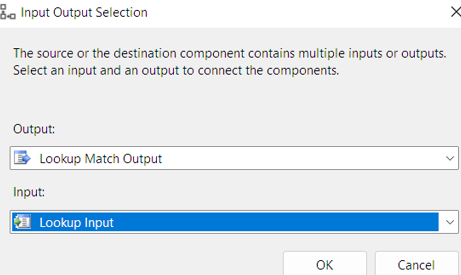 Input Output Selection
The source or the destination component contains multiple inputs or outputs.
Select an input and an output to connect the components.
Output:
Lookup Match Output
Input:
Lookup Input
OK
Cancel